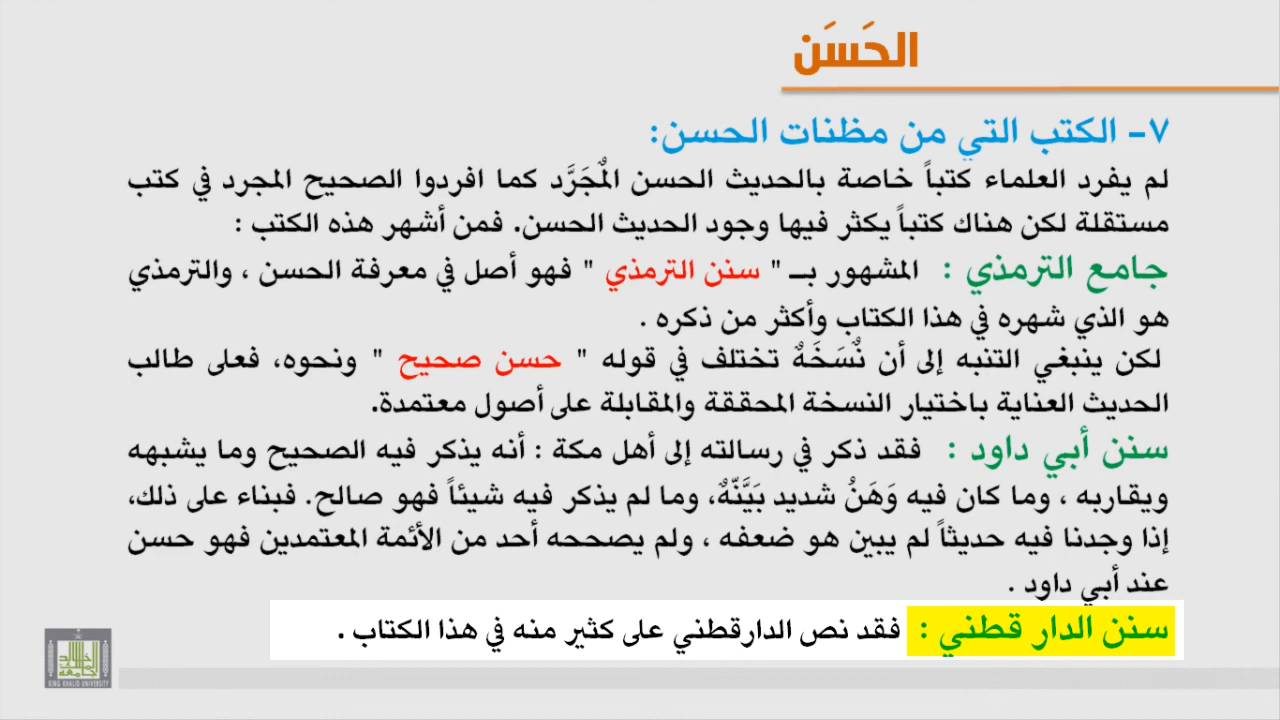 الحَسَن
٧- الكتب التي من مظنات الحسن:
لم يفرد العلماء كتباً خاصة بالحديث الحسن المٌجَرَّد كما افردوا الصحيح المجرد في كتب
مستقلة لكن هناك كتباً يكثر فيها وجود الحديث الحسن. فمن أشهر هذه الكتب :
جامع الترمذي : المشهور بــ " سنن الترمذي " فهو أصل في معرفة الحسن ، والترمذي
هو الذي شهره في هذا الكتاب وأكثر من ذكره .
لكن ينبغي التنبه إلى أن نٌسَخَهٌ تختلف في قوله " حسن صحيح " ونحوه، فعلى طالب
الحديث العناية باختيار النسخة المحققة والمقابلة على أصول معتمدة.
سنن أبي داود : فقد ذكر في رسالته إلى أهل مكة : أنه يذكر فيه الصحيح وما يشبهه
ويقاربه ، وما كان فيه وَهَنُ شديد بَيَّنّهٌ، وما لم يذكر فيه شيئاً فهو صالح. فبناء على ذلك،
إذا وجدنا فيه حديثاً لم يبين هو ضعفه ، ولم يصححه أحد من الأئمة المعتمدين فهو حسن
عند أبي داود .
سنن الدار قطني : فقد نص الدارقطني على كثير منه في هذا الكتاب .
KING KHALID UNIVERSITY